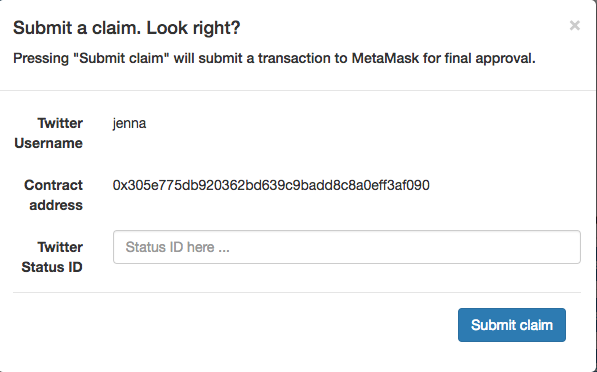 Submit a claim. Look right?
×
Pressing "Submit claim" will submit a transaction to MetaMask for final approval.
Twitter Username jenna
Contract address 0x305e775db920362bd639c9badd8c8a0eff3af090
Twitter Status ID Status ID here ...
Submit claim